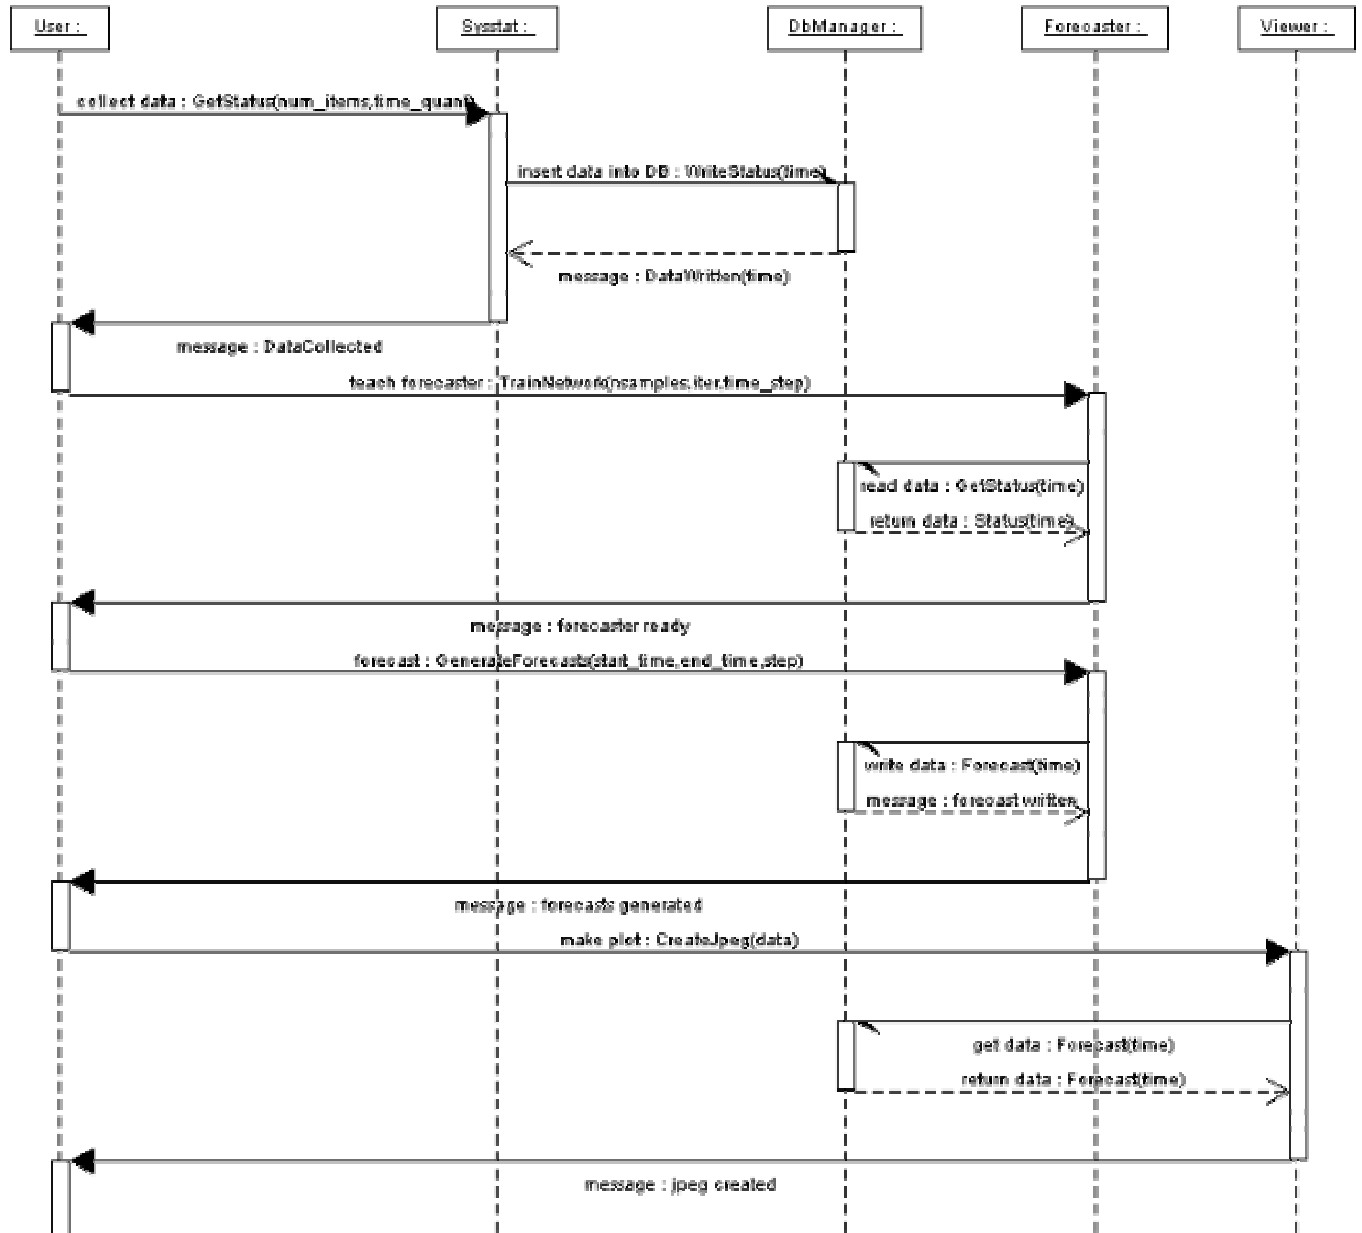 User :
Sysstat :
DbManager :
Forecaster :
Viewer :
collect data : GetStatus(num_items,time_quant)
insert data into DB : WriteStatus(time)
message : DataWritten(time)
message : DataCollected
teach forecaster : TrainNetwork(nsamples,iter,time_step)
read data : GetStatus(time)
return data : Status(time)
message : forecaster ready
forecast : GenerateForecasts(start_time,end_time,step)
write data : Forecast(time)
message : forecast written
message : forecasts generated
make plot : CreateJpeg(data)
get data : Forecast(time)
return data : Forecast(time)
message : jpeg created